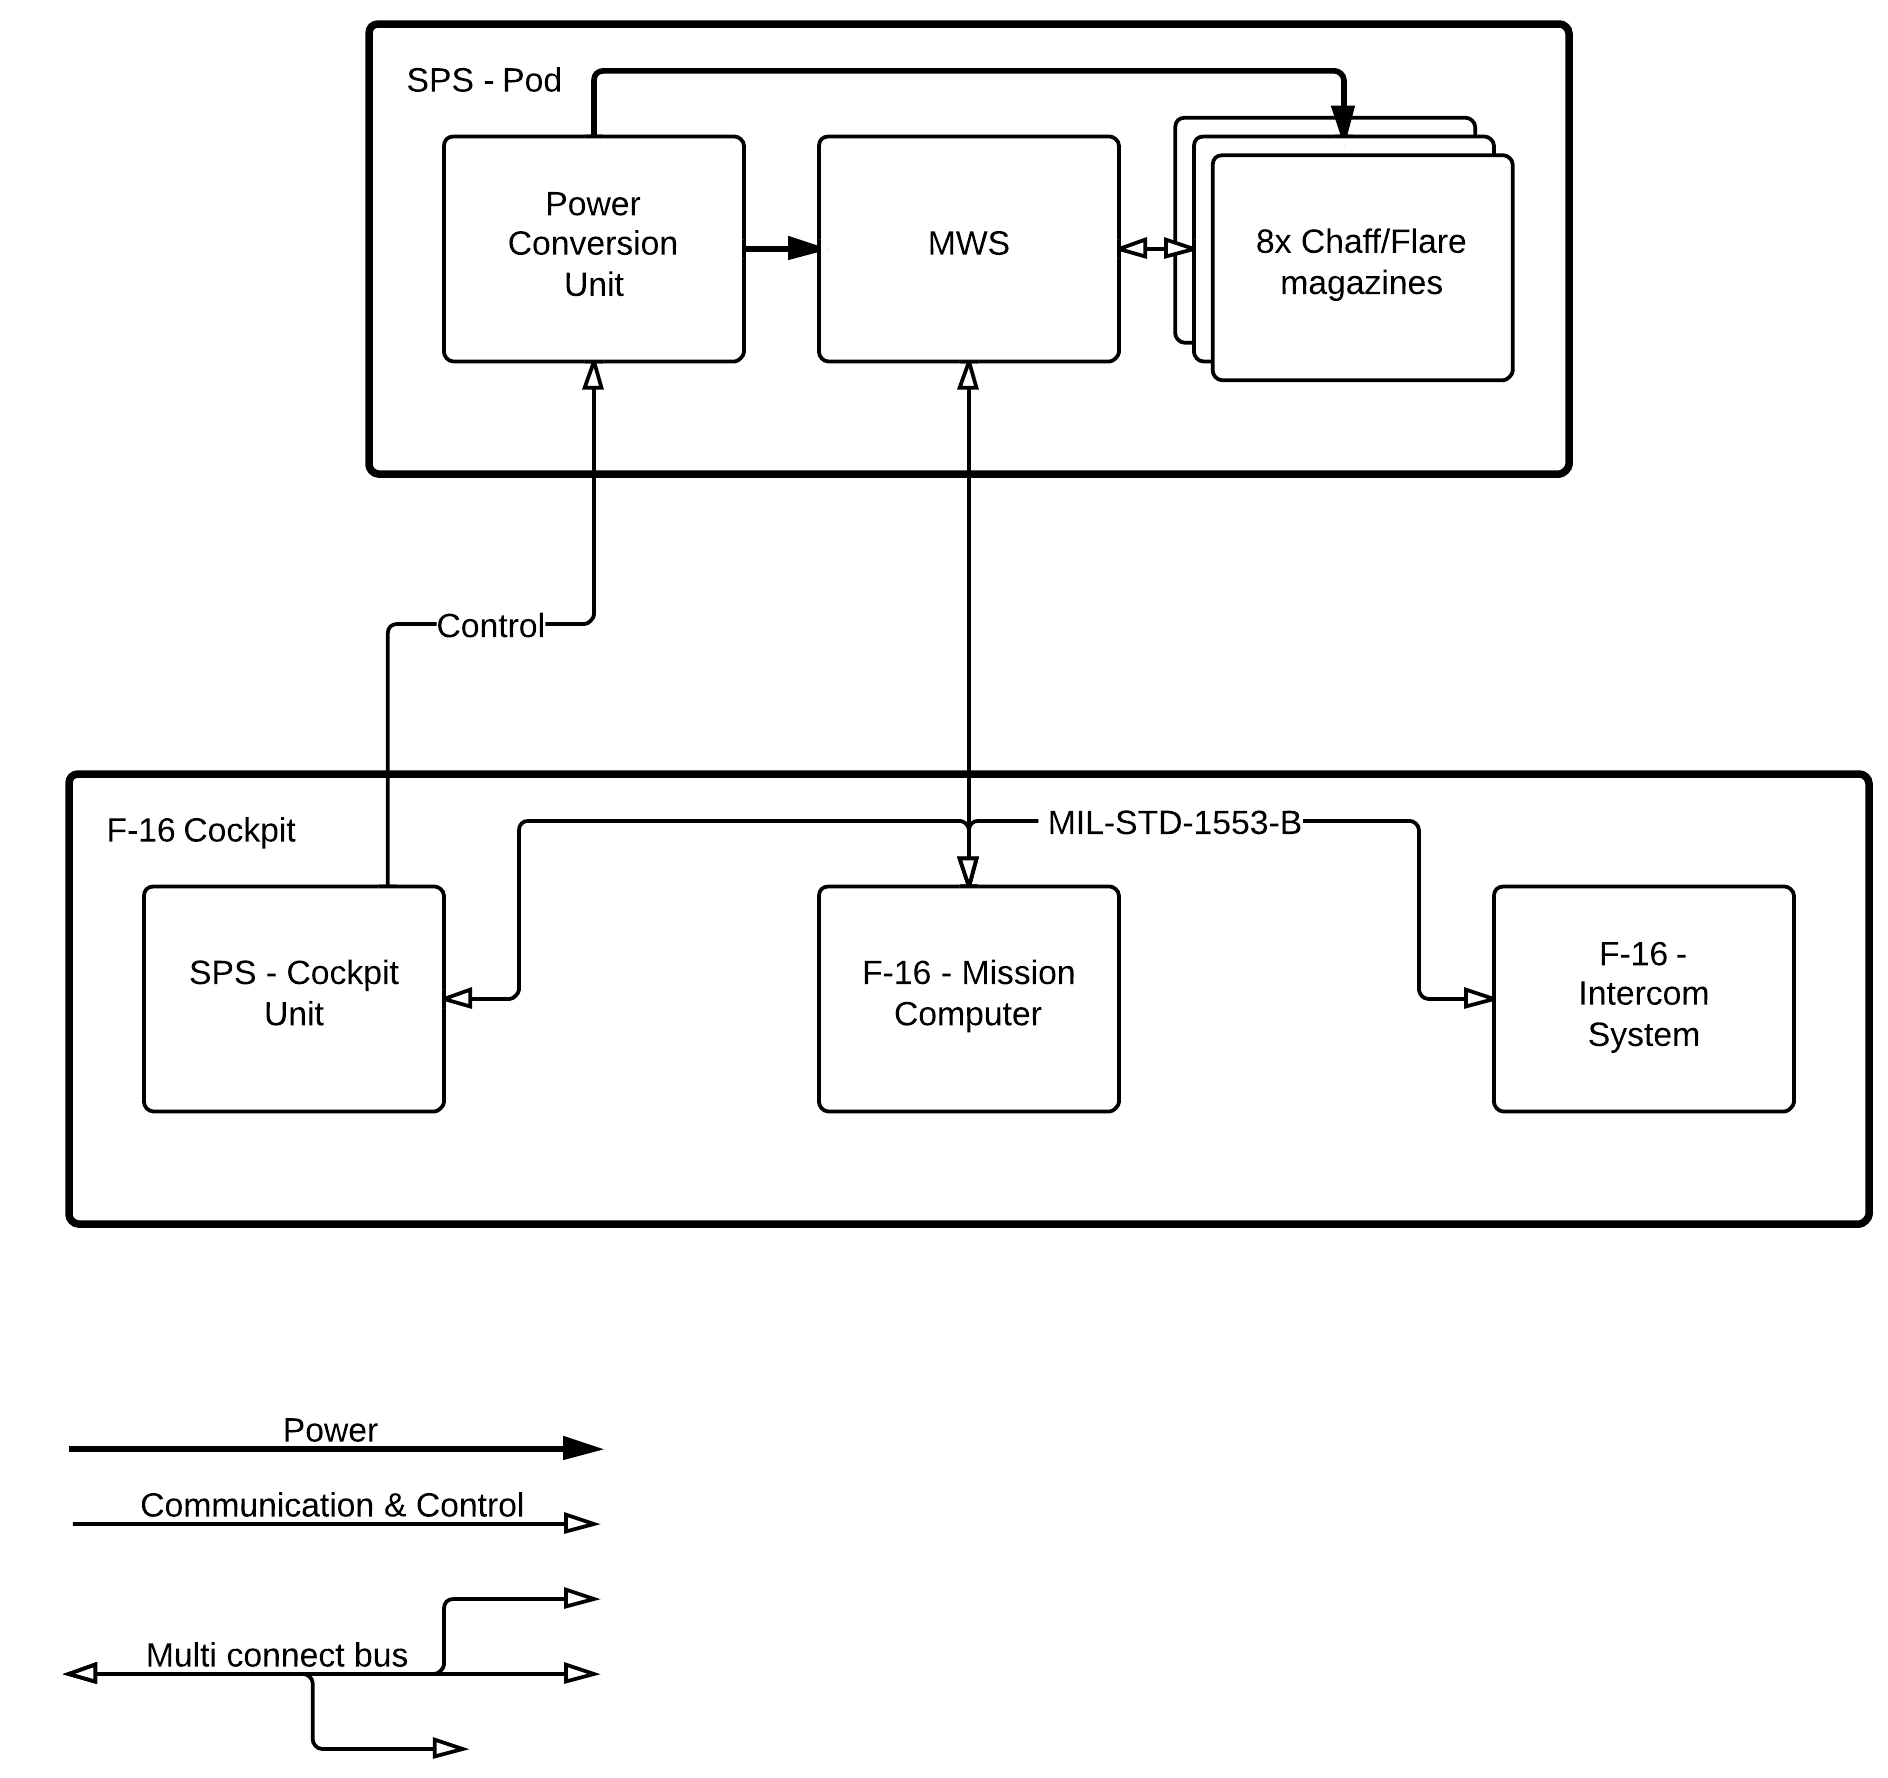 SPS - Pod
Power
Conversion
Unit
MWS
8x Chaff/Flare
magazines
Control
F-16 Cockpit
MIL-STD-1553-B
SPS - Cockpit
Unit
F-16 - Mission
Computer
F-16 -
Intercom
System
Power
Communication & Control
Multi connect bus